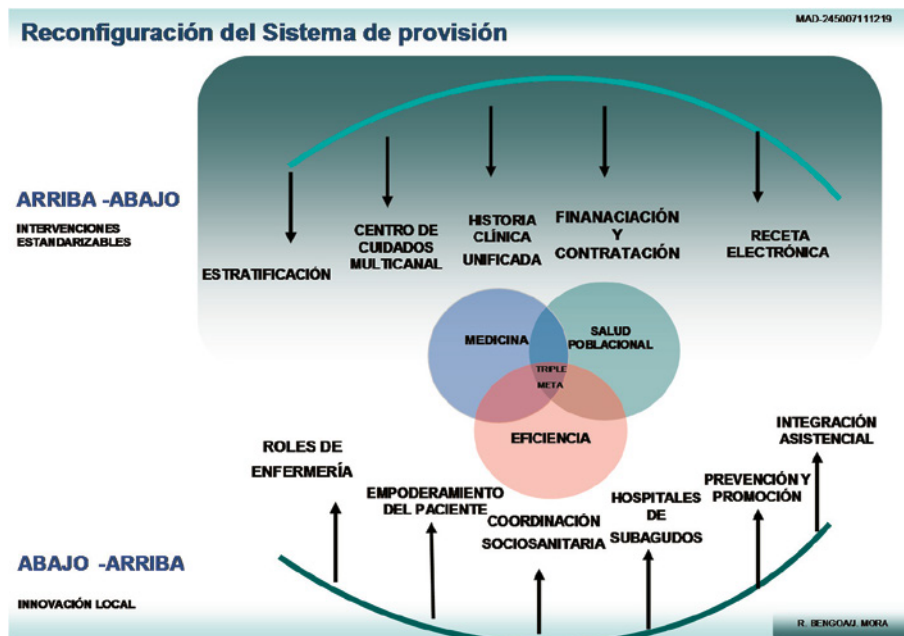 MAD-245007111219
Reconfiguración del Sistema de provisión
ARRIBA -ABAJO
INTERVENCIONES
ESTANDARIZABLES
ESTRATIFICACIÓN
CENTRO DE
CUIDADOS
MULTICANAL
HISTORIA
CLÍNICA
UNIFICADA
FINANACIACIÓN
Y
CONTRATACIÓN
RECETA
ELECTRÓNICA
MEDICINA
SALUD
POBLACIONAL
TRIPLE
META
EFICIENCIA
ROLES DE
ENFERMERÍA
EMPODERAMIENTO
DEL PACIENTE
COORDINACIÓN
SOCIOSANITARIA
HOSPITALES
DE
SUBAGUDOS
PREVENCIÓN Y
PROMOCIÓN
INTEGRACIÓN
ASISTENCIAL
ABAJO -ARRIBA
INNOVACIÓN LOCAL
R. BENGOA/J. MORA